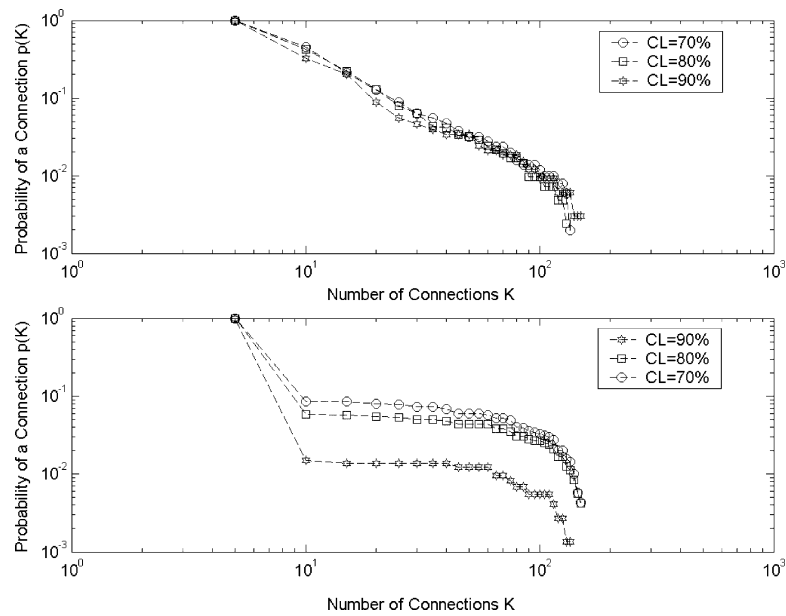 Probability of a Connection p(K)
10^0
10^-1
10^-2
10^-3
CL=70%
CL=80%
CL=90%
10^0
10^1
10^2
10^3
Number of Connections K
Probability of a Connection p(K)
10^0
10^-1
10^-2
10^-3
CL=90%
CL=80%
CL=70%
10^0
10^1
10^2
10^3
Number of Connections K